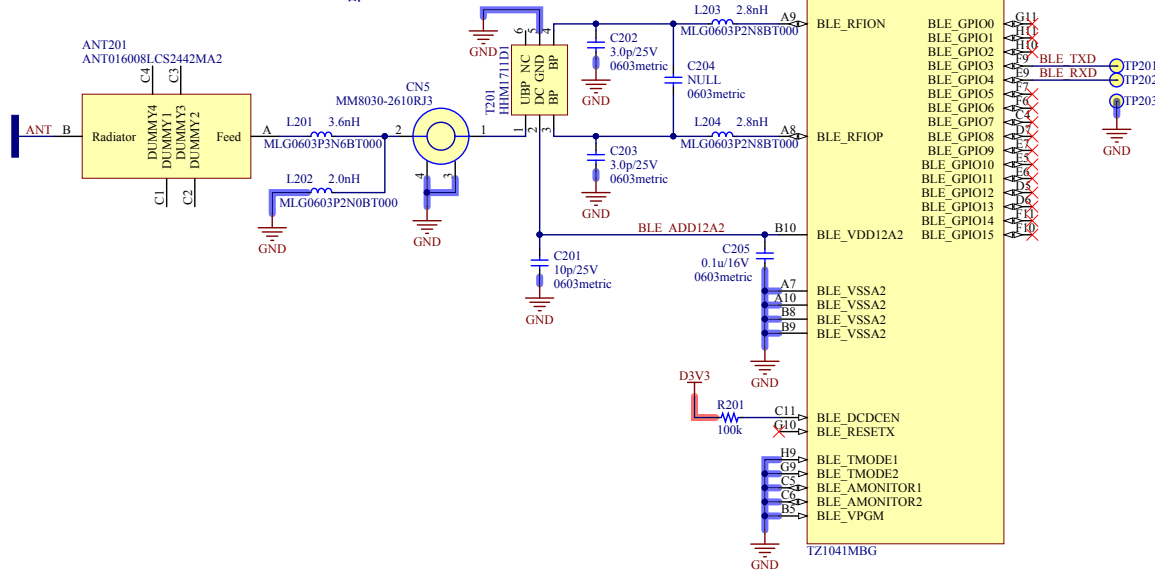 ANT201
ANT016008LCS2442MA2
C4
C3
ANT
B
Radiator
DUMMY4
DUMMY1
DUMMY3
DUMMY2
Feed
A
C1
C2
L201
3.6nH
MLG0603P3N6BT000
L202
2.0nH
MLG0603P2N0BT000
GND
CN5
MM8030-2610RJ3
2
1
4
3
GND
GND
6
5
4
UBP NC
DC GND
BP
BP
T201
HHM1711D1
1
2
3
C202
3.0p/25V
0603metric
GND
L203
2.8nH
MLG0603P2N8BT000
C204
NULL
0603metric
L204
2.8nH
MLG0603P2N8BT000
C203
3.0p/25V
0603metric
GND
BLE_ADD12A2
C201
10p/25V
0603metric
GND
C205
0.1u/16V
0603metric
GND
D3V3
R201
100k
GND
A9
BLE_RFION
A8
BLE_RFIOP
B10
BLE_VDD12A2
A7
BLE_VSSA2
A10
BLE_VSSA2
B8
BLE_VSSA2
B9
BLE_VSSA2
C11
BLE_DCDCEN
G10
BLE_RESETX
H9
BLE_TMODE1
G9
BLE_TMODE2
C5
BLE_AMONITOR1
C6
BLE_AMONITOR2
B5
BLE_VPGM
TZ1041MBG
BLE_GPIO0
G11
BLE_GPIO1
H11
BLE_GPIO2
H10
BLE_GPIO3
F9
BLE_TXD
TP201
BLE_GPIO4
E9
BLE_RXD
TP202
BLE_GPIO5
F7
BLE_GPIO6
F6
TP203
BLE_GPIO7
C4
BLE_GPIO8
D7
GND
BLE_GPIO9
E7
BLE_GPIO10
E5
BLE_GPIO11
E6
BLE_GPIO12
D5
BLE_GPIO13
D6
BLE_GPIO14
F11
BLE_GPIO15
F10